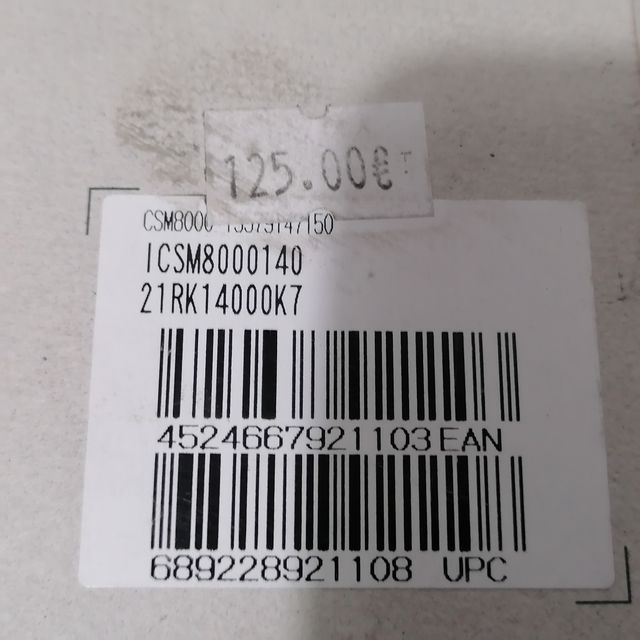 125.00€
CSM8000
ICSM8000140
21RK14000K7
4524667921103 EAN
689228921108 UPC